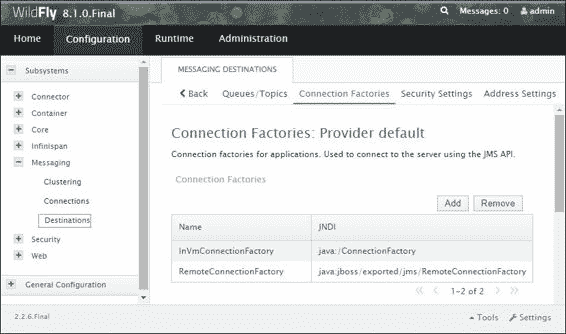 WildFly 8.1.0.Final
Messages: 0 admin
Home Configuration Runtime Administration
Subsystems
Connector
Container
Core
Infinispan
Messaging
Clustering
Connections
Destinations
Security
Web
General Configuration
MESSAGING DESTINATIONS
Back Queues/Topics Connection Factories Security Settings Address Settings
Connection Factories: Provider default
Connection factories for applications. Used to connect to the server using the JMS API.
Connection Factories
Add Remove
Name JNDI
InVmConnectionFactory java:/ConnectionFactory
RemoteConnectionFactory java:jboss/exported/jms/RemoteConnectionFactory
1-2 of 2
2.2.6.Final
Tools Settings